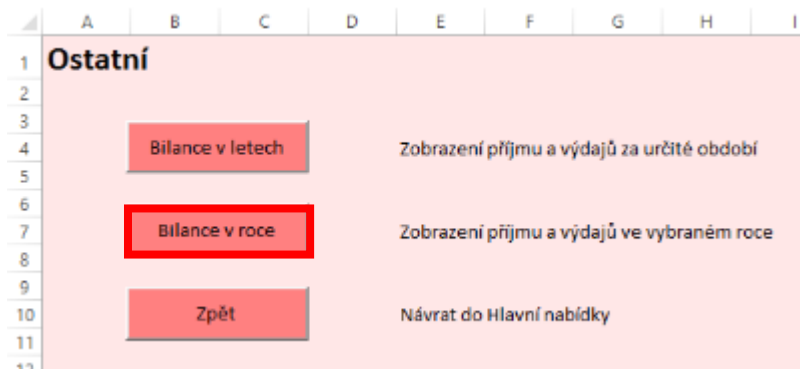 A B C D E F G H I
1 Ostatní
2
3
4 Bilance v letech Zobrazení příjmu a výdajů za určité období
5
6
7 Bilance v roce Zobrazení příjmu a výdajů ve vybraném roce
8
9
10 Zpět Návrat do Hlavní nabídky
11
12